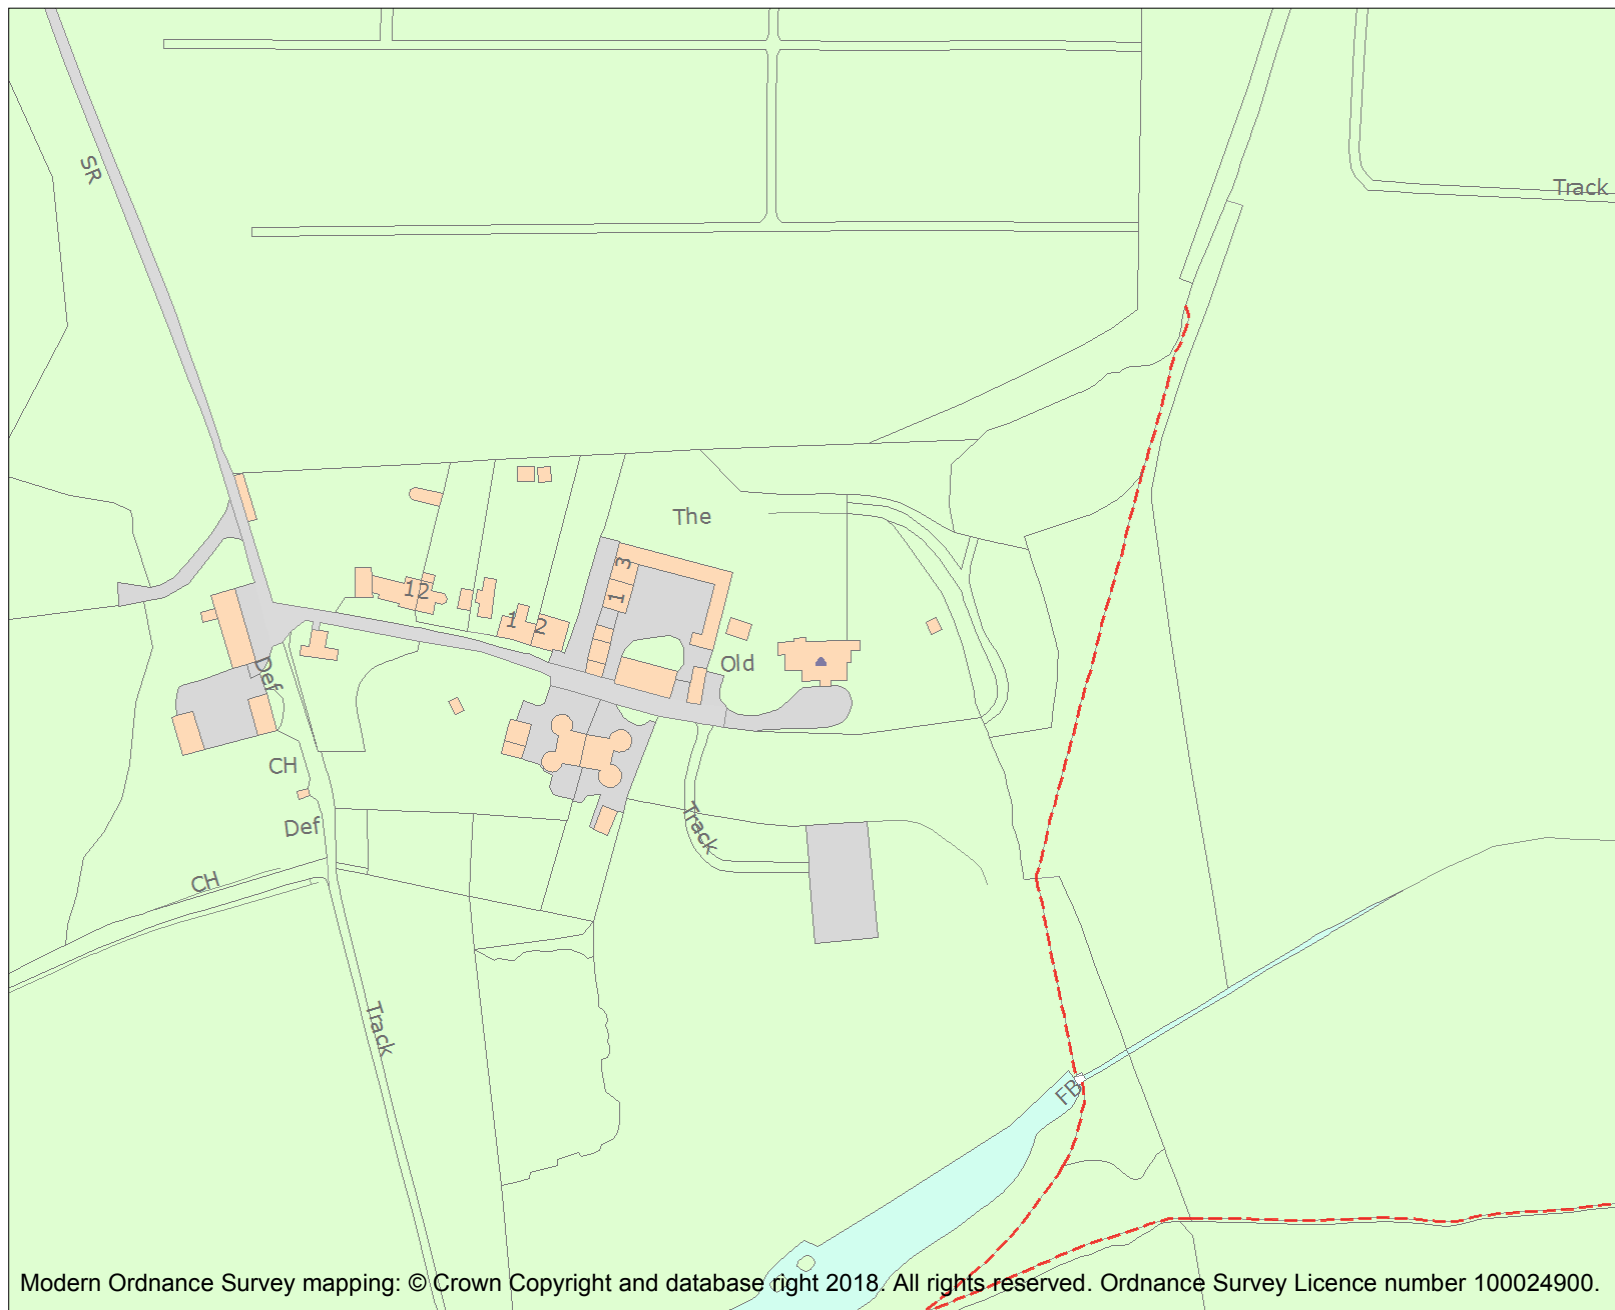 SR
Track
The
3
12
1
1 2
Old
Def
CH
Track
Def
CH
Track
FB
Modern Ordnance Survey mapping: © Crown Copyright and database right 2018. All rights reserved. Ordnance Survey Licence number 100024900.